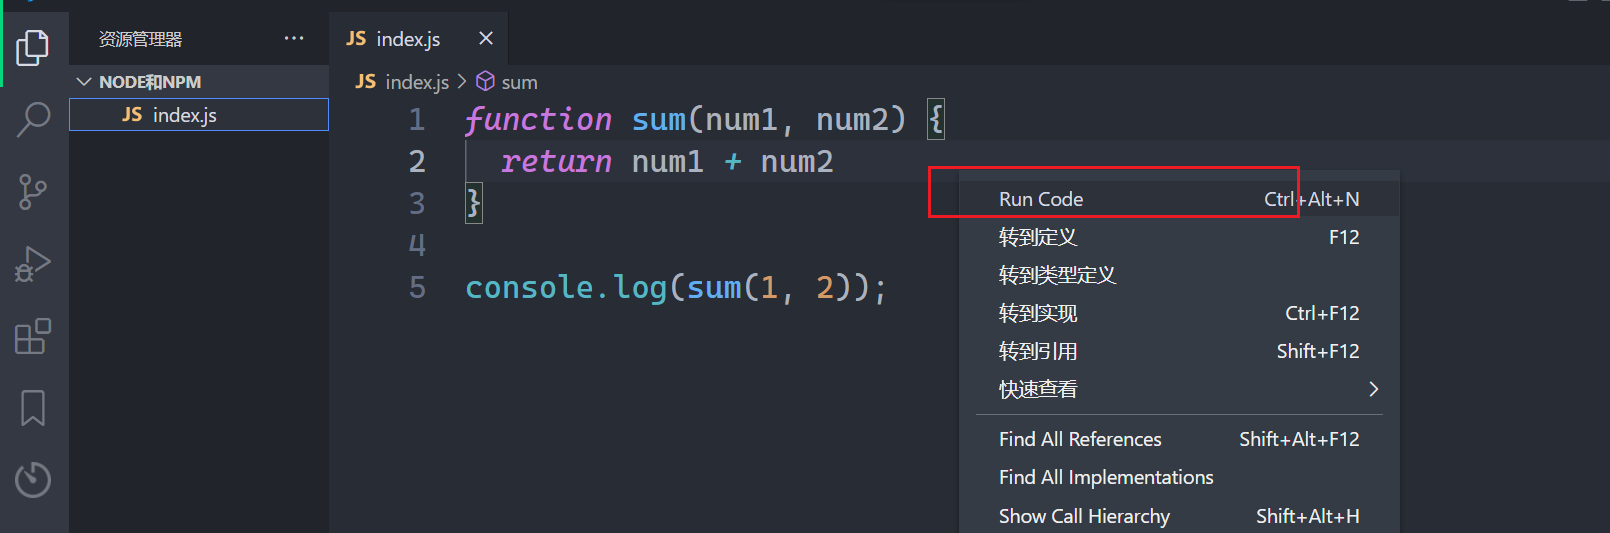 资源管理器 ···
NODE和NPM
JS index.js
JS index.js ×
JS index.js > sum
1 function sum(num1, num2) {
2 return num1 + num2
3 }
4
5 console.log(sum(1, 2));
Run Code Ctrl+Alt+N
转到定义 F12
转到类型定义
转到实现 Ctrl+F12
转到引用 Shift+F12
快速查看 >
Find All References Shift+Alt+F12
Find All Implementations
Show Call Hierarchy Shift+Alt+H